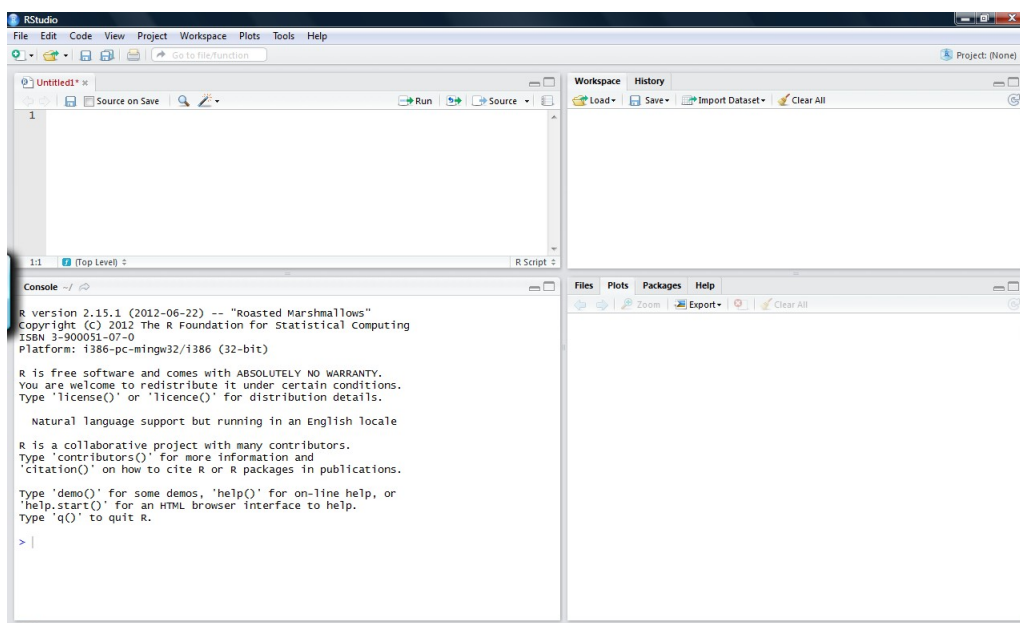 RStudio
File Edit Code View Project Workspace Plots Tools Help
Go to file/function
Project: (None)
Untitled1*
Source on Save Run Source
1
1:1 (Top Level) R Script
Workspace History
Load Save Import Dataset Clear All
Console ~/
R version 2.15.1 (2012-06-22) -- "Roasted Marshmallows"
Copyright (C) 2012 The R Foundation for Statistical Computing
ISBN 3-900051-07-0
Platform: i386-pc-mingw32/i386 (32-bit)
R is free software and comes with ABSOLUTELY NO WARRANTY.
You are welcome to redistribute it under certain conditions.
Type 'license()' or 'licence()' for distribution details.
Natural language support but running in an English locale
R is a collaborative project with many contributors.
Type 'contributors()' for more information and
'citation()' on how to cite R or R packages in publications.
Type 'demo()' for some demos, 'help()' for on-line help, or
'help.start()' for an HTML browser interface to help.
Type 'q()' to quit R.
>
Files Plots Packages Help
Zoom Export Clear All